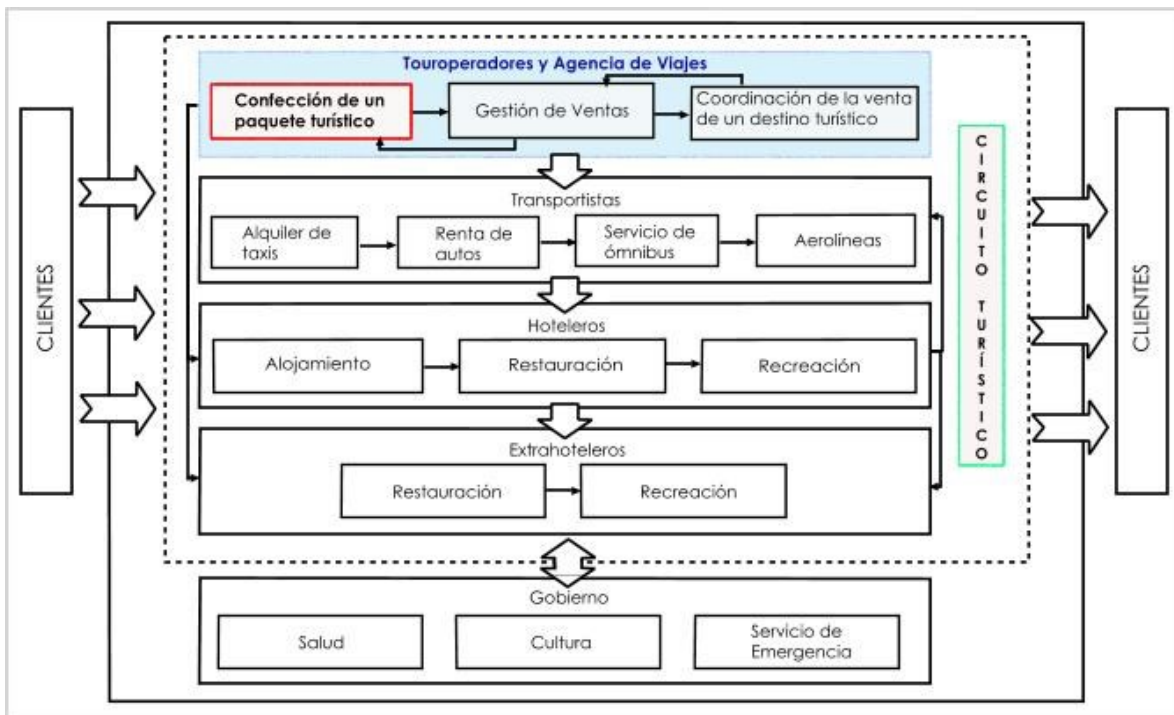 Touroperadores y Agencia de Viajes
Confección de un
paquete turístico
Gestión de Ventas
Coordinación de la venta
de un destino turístico
CLIENTES
Transportistas
Alquiler de
taxis
Renta de
autos
Servicio de
ómnibus
Aerolíneas
Hoteleros
Alojamiento
Restauración
Recreación
Extrahoteleros
Restauración
Recreación
CIRCUITO TURÍSTICO
CLIENTES
Gobierno
Salud
Cultura
Servicio de
Emergencia